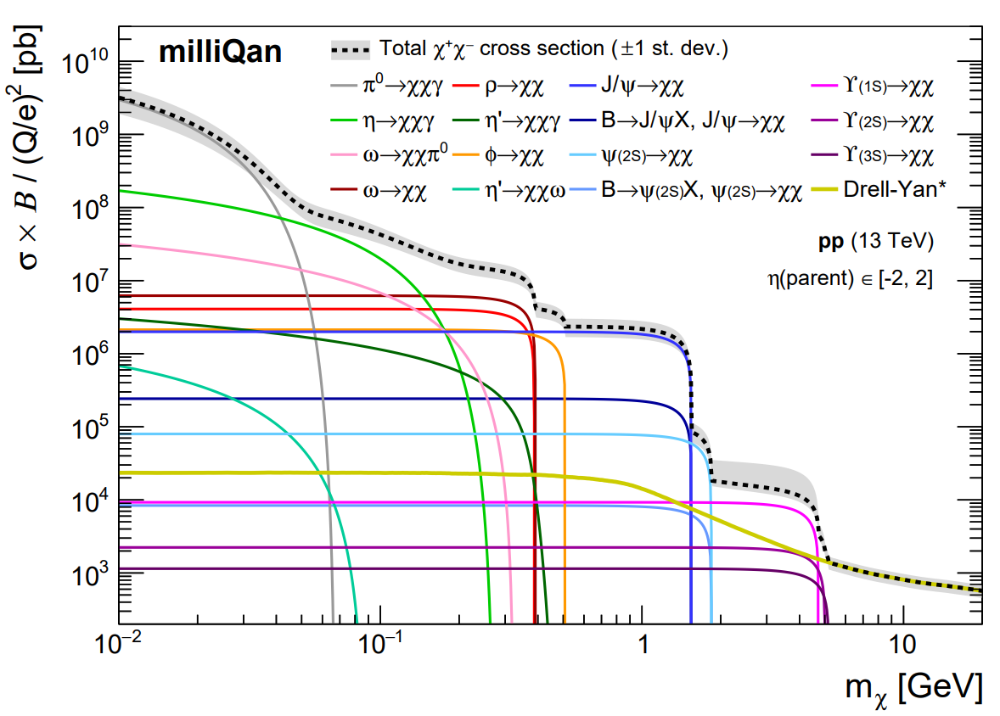 milliQan
Total χ⁺χ⁻ cross section (±1 st. dev.)
π⁰→χχγ ρ→χχ J/ψ→χχ ϒ(1S)→χχ
η→χχγ η'→χχγ B→J/ψX, J/ψ→χχ ϒ(2S)→χχ
ω→χχπ⁰ ϕ→χχ ψ(2S)→χχ ϒ(3S)→χχ
ω→χχ η'→χχω B→ψ(2S)X, ψ(2S)→χχ Drell-Yan*
pp (13 TeV)
η(parent) ∈ [-2, 2]
σ × B / (Q/e)² [pb]
10¹⁰
10⁹
10⁸
10⁷
10⁶
10⁵
10⁴
10³
10⁻² 10⁻¹ 1 10
m_χ [GeV]